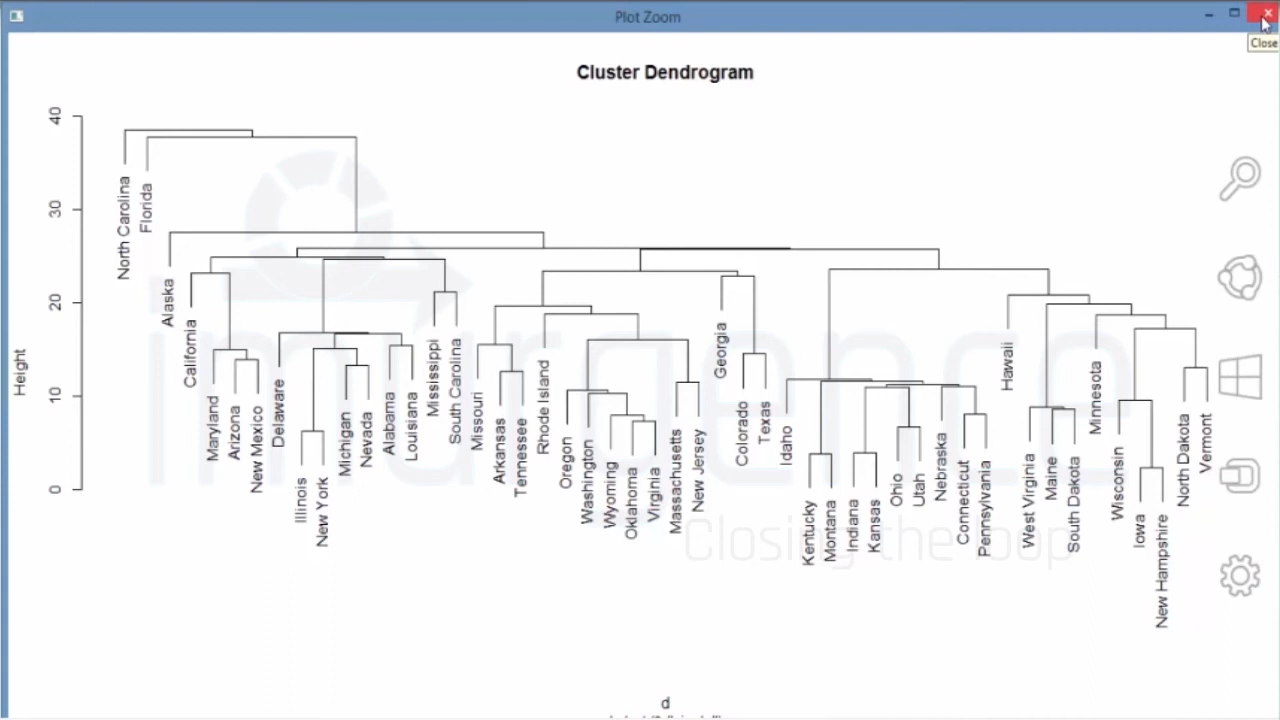 Plot Zoom
Close
Cluster Dendrogram
Height
0
10
20
30
40
North Carolina
Florida
Alaska
California
Maryland
Arizona
New Mexico
Delaware
Illinois
New York
Michigan
Nevada
Alabama
Louisiana
Mississippi
South Carolina
Missouri
Arkansas
Tennessee
Rhode Island
Oregon
Washington
Wyoming
Oklahoma
Virginia
Massachusetts
New Jersey
Georgia
Colorado
Texas
Idaho
Kentucky
Montana
Indiana
Kansas
Ohio
Utah
Nebraska
Connecticut
Pennsylvania
Hawaii
West Virginia
Maine
South Dakota
Minnesota
Wisconsin
Iowa
New Hampshire
North Dakota
Vermont
imurgence
Closing the loop
d